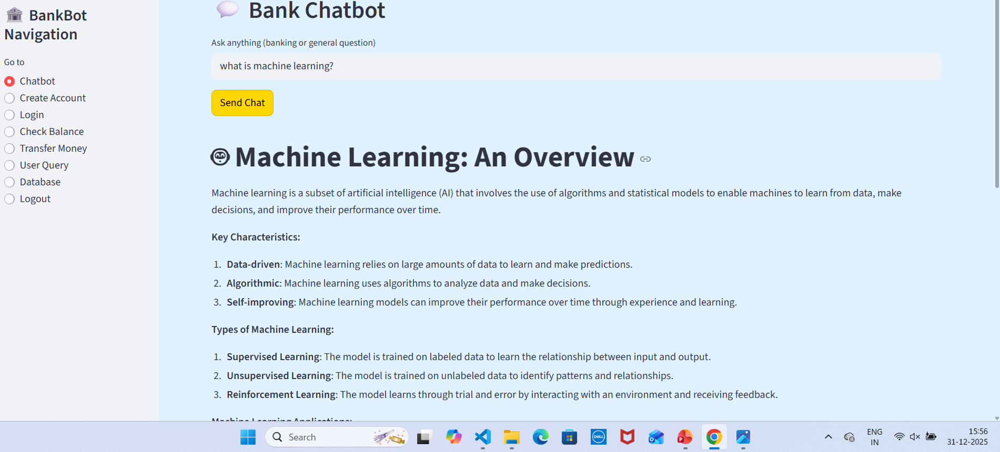 BankBot
Navigation
Go to
Chatbot
Create Account
Login
Check Balance
Transfer Money
User Query
Database
Logout
Bank Chatbot
Ask anything (banking or general question)
what is machine learning?
Send Chat
Machine Learning: An Overview
Machine learning is a subset of artificial intelligence (AI) that involves the use of algorithms and statistical models to enable machines to learn from data, make
decisions, and improve their performance over time.
Key Characteristics:
1. Data-driven: Machine learning relies on large amounts of data to learn and make predictions.
2. Algorithmic: Machine learning uses algorithms to analyze data and make decisions.
3. Self-improving: Machine learning models can improve their performance over time through experience and learning.
Types of Machine Learning:
1. Supervised Learning: The model is trained on labeled data to learn the relationship between input and output.
2. Unsupervised Learning: The model is trained on unlabeled data to identify patterns and relationships.
3. Reinforcement Learning: The model learns through trial and error by interacting with an environment and receiving feedback.
Machine Learning Applications:
Search
DELL
ENG
IN
15:56
31-12-2025